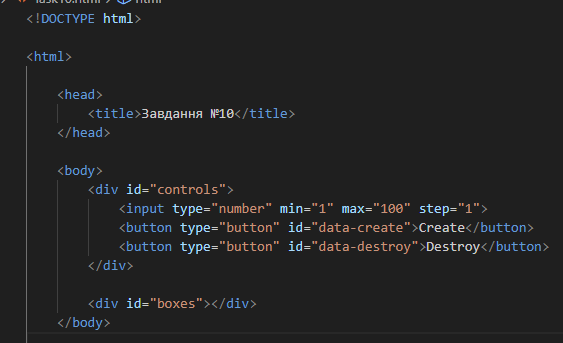 Task10.html html
<!DOCTYPE html>
<html>
<head>
<title>Завдання №10</title>
</head>
<body>
<div id="controls">
<input type="number" min="1" max="100" step="1">
<button type="button" id="data-create">Create</button>
<button type="button" id="data-destroy">Destroy</button>
</div>
<div id="boxes"></div>
</body>